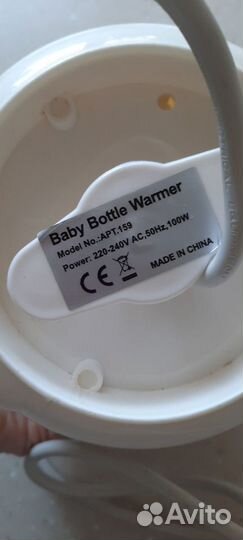 Baby Bottle Warmer
Model No.:APT.159
Power: 220-240V AC,50Hz,100W
CE
MADE IN CHINA
Avito